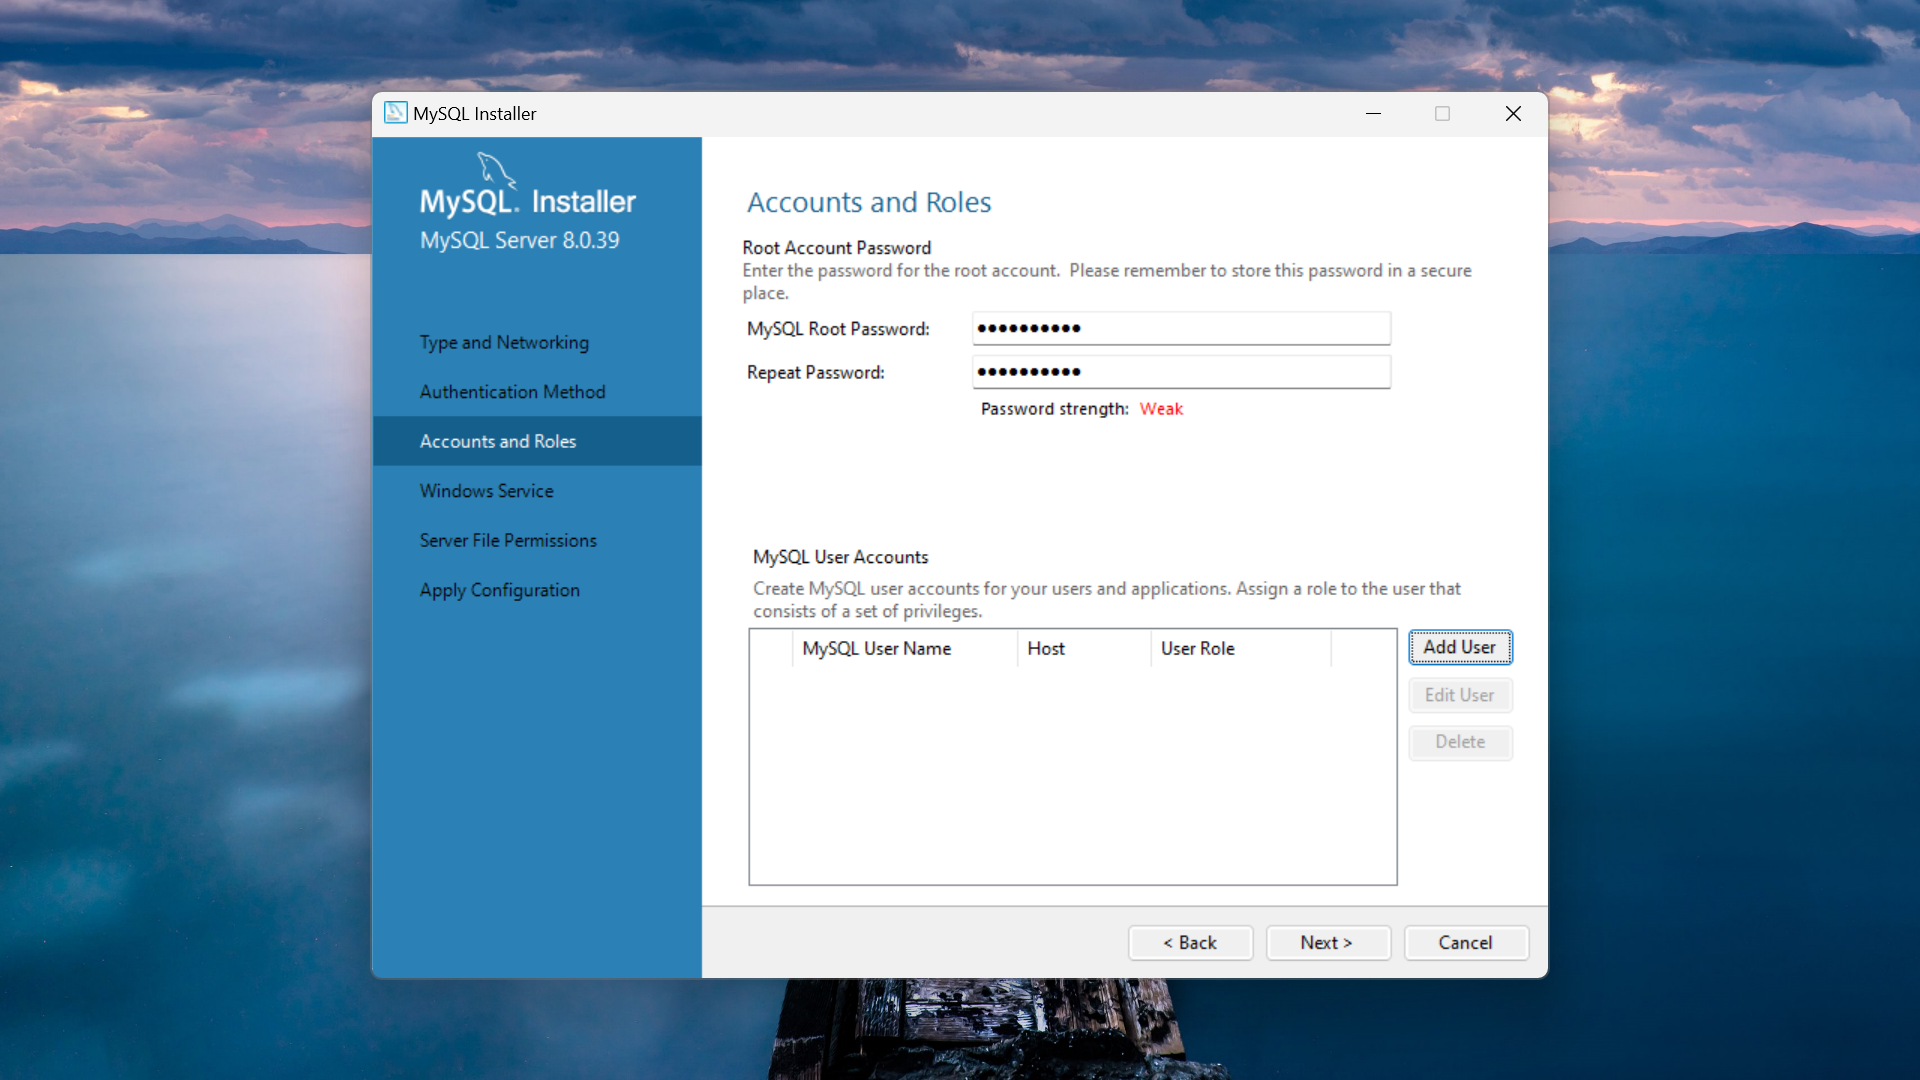 MySQL Installer
MySQL. Installer
MySQL Server 8.0.39
Type and Networking
Authentication Method
Accounts and Roles
Windows Service
Server File Permissions
Apply Configuration
Accounts and Roles
Root Account Password
Enter the password for the root account.  Please remember to store this password in a secure
place.
MySQL Root Password: ●●●●●●●●●●
Repeat Password: ●●●●●●●●●●
Password strength: Weak
MySQL User Accounts
Create MySQL user accounts for your users and applications. Assign a role to the user that
consists of a set of privileges.
MySQL User Name Host User Role
Add User
Edit User
Delete
< Back Next > Cancel